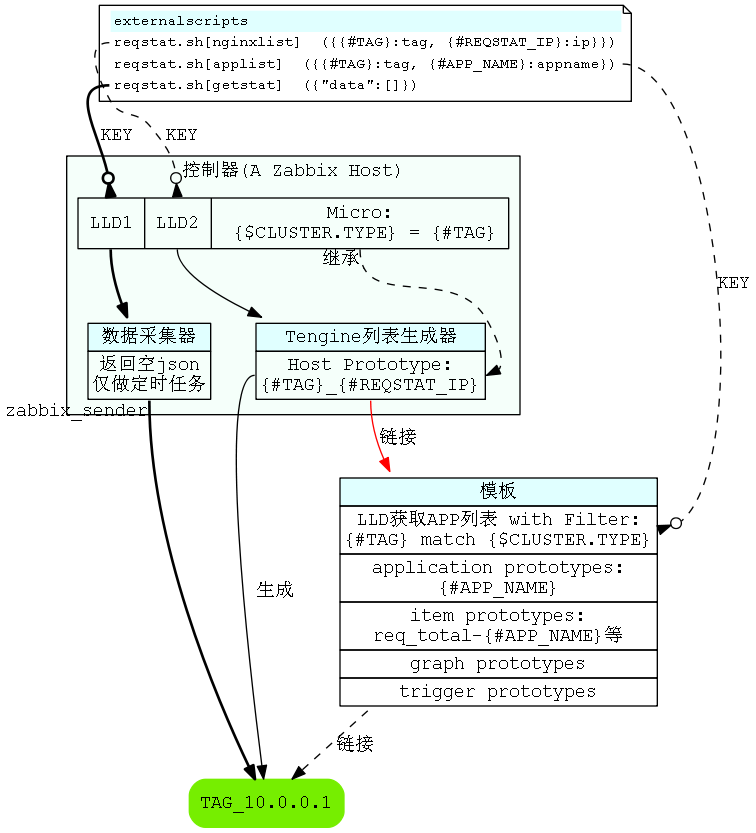 externalscripts
reqstat.sh[nginxlist]  ({{#TAG}:tag, {#REQSTAT_IP}:ip}})
reqstat.sh[applist]  ({{#TAG}:tag, {#APP_NAME}:appname})
reqstat.sh[getstat]  ({"data":[]})
KEY
KEY
控制器(A Zabbix Host)
LLD1
LLD2
Micro:
{$CLUSTER.TYPE} = {#TAG}
继承
KEY
数据采集器
返回空json
仅做定时任务
Tengine列表生成器
Host Prototype:
{#TAG}_{#REQSTAT_IP}
zabbix_sender
链接
模板
LLD获取APP列表 with Filter:
{#TAG} match {$CLUSTER.TYPE}
application prototypes:
{#APP_NAME}
item prototypes:
req_total-{#APP_NAME}等
graph prototypes
trigger prototypes
生成
链接
TAG_10.0.0.1